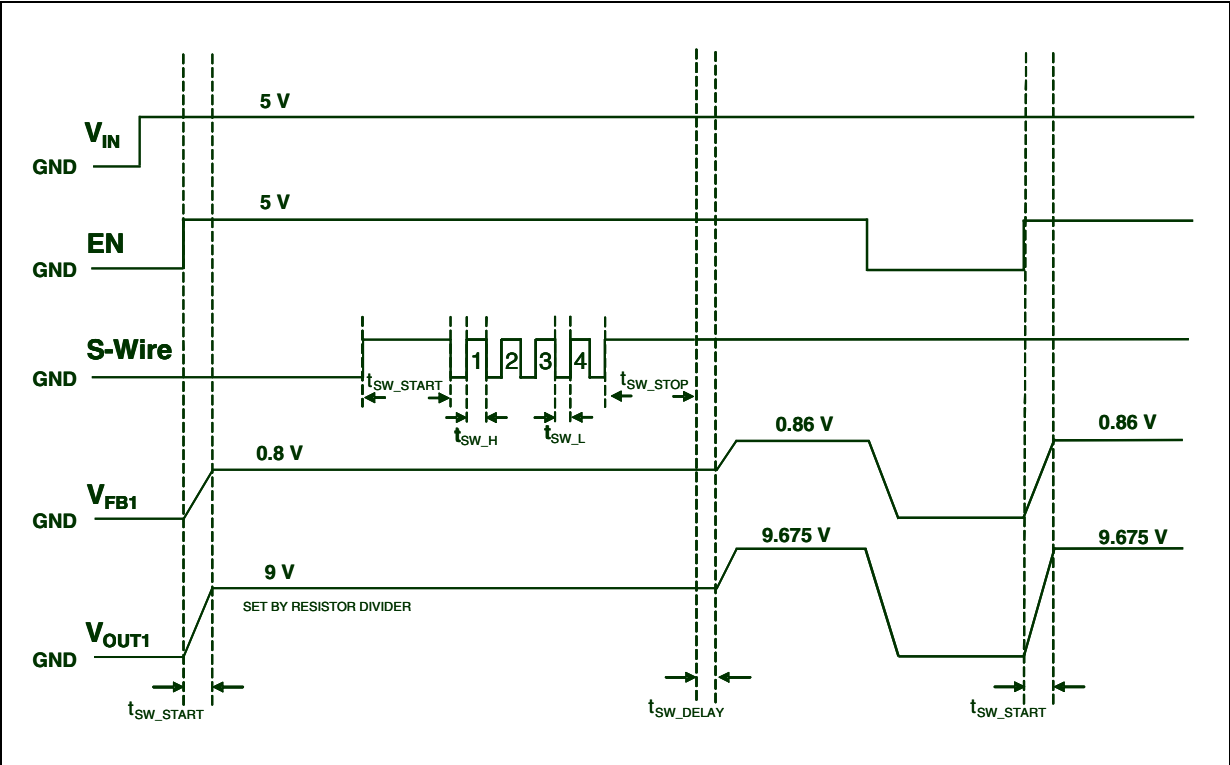 5 V
VIN
GND
5 V
EN
GND
S-Wire
1 2 3 4
GND
tSW_START
tSW_STOP
tSW_H
tSW_L
0.8 V
0.86 V
0.86 V
VFB1
GND
9 V
9.675 V
9.675 V
SET BY RESISTOR DIVIDER
VOUT1
GND
tSW_START
tSW_DELAY
tSW_START